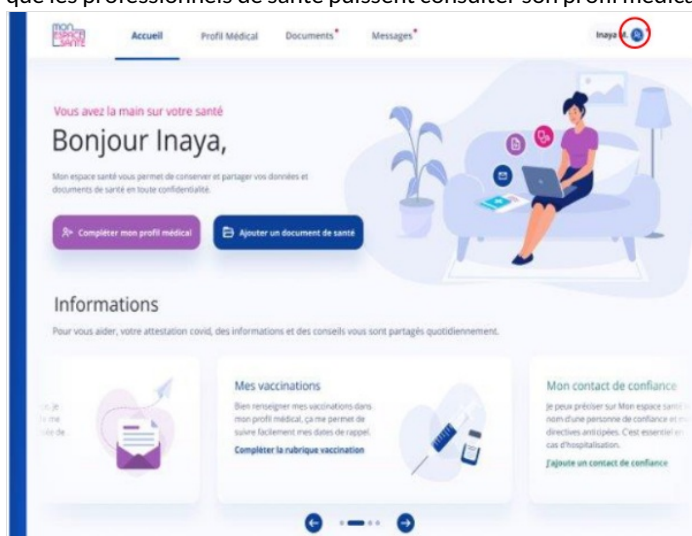 que les professionnels de santé puissent consulter son profil médica
mon
ESPACE
SANTÉ
Accueil
Profil Médical
Documents
Messages
Inaya M.
Vous avez la main sur votre santé
Bonjour Inaya,
Mon espace santé vous permet de conserver et partager vos données et
documents de santé en toute confidentialité.
Compléter mon profil médical
Ajouter un document de santé
Informations
Pour vous aider, votre attestation covid, des informations et des conseils vous sont partagés quotidiennement.
je
me
de
Mes vaccinations
Bien renseigner mes vaccinations dans
mon profil médical, ça me permet de
suivre facilement mes dates de rappel.
Compléter la rubrique vaccination
Mon contact de confiance
Je peux préciser sur Mon espace santé
nom d'une personne de confiance et
directives anticipées. C'est essentiel en
cas d'hospitalisation.
J'ajoute un contact de confiance